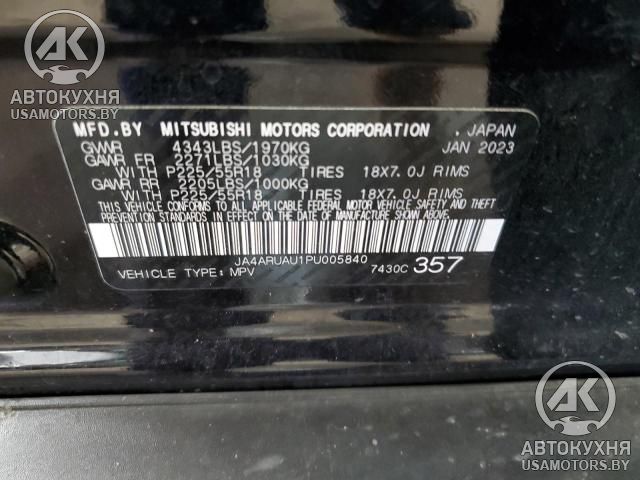 АК
АВТОКУХНЯ
USAMOTORS.BY
MFD.BY MITSUBISHI MOTORS CORPORATION . JAPAN
GVWR 4343LBS/1970KG JAN 2023
GAWR FR 2271LBS/1030KG
WITH P225/55R18 TIRES 18X7.0J RIMS
GAWR RR 2205LBS/1000KG
WITH P225/55R18 TIRES 18X7.0J RIMS
THIS VEHICLE CONFORMS TO ALL APPLICABLE FEDERAL MOTOR VEHICLE SAFETY AND THEFT
PREVENTION STANDARDS IN EFFECT ON THE DATE OF MANUFACTURE SHOWN ABOVE.
JA4ARUAU1PU005840
VEHICLE TYPE: MPV 7430C 357
АК
АВТОКУХНЯ
USAMOTORS.BY